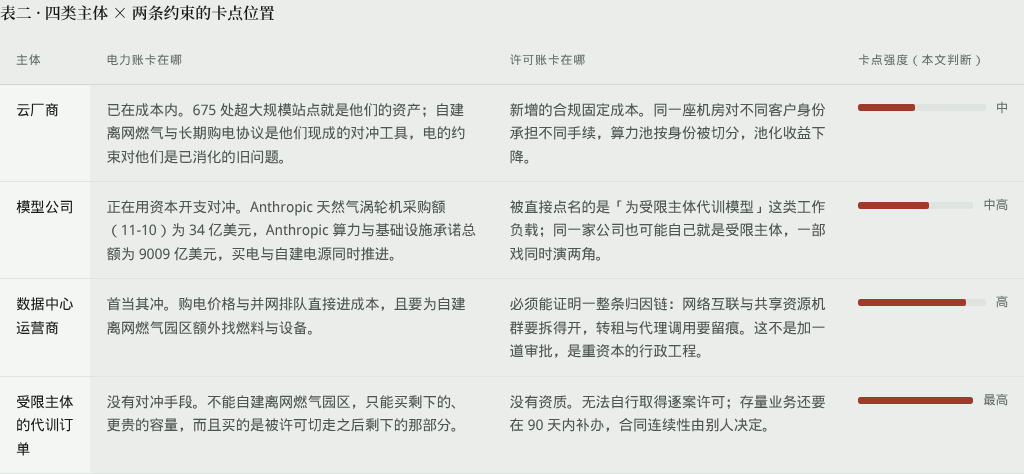 表二 · 四类主体 × 两条约束的卡点位置
主体
电力账卡在哪
许可账卡在哪
卡点强度（本文判断）
云厂商
已在成本内。675 处超大规模站点就是他们的资产；自建
离网燃气与长期购电协议是他们现成的对冲工具，电的约
束对他们是已消化的旧问题。
新增的合规固定成本。同一座机房对不同客户身份
承担不同手续，算力池按身份被切分，池化收益下
降。
中
模型公司
正在用资本开支对冲。Anthropic 天然气涡轮机采购额
（11-10）为 34 亿美元，Anthropic 算力与基础设施承诺总
额为 9009 亿美元，买电与自建电源同时推进。
被直接点名的是「为受限主体代训模型」这类工作
负载；同一家公司也可能自己就是受限主体，一部
戏同时演两角。
中高
数据中心
运营商
首当其冲。购电价格与并网排队直接进成本，且要为自建
离网燃气园区额外找燃料与设备。
必须能证明一整条归因链：网络互联与共享资源机
群要拆得开，转租与代理调用要留痕。这不是加一
道审批，是重资本的行政工程。
高
受限主体
的代训订
单
没有对冲手段。不能自建离网燃气园区，只能买剩下的、
更贵的容量，而且买的是被许可切走之后剩下的那部分。
没有资质。无法自行取得逐案许可；存量业务还要
在 90 天内补办，合同连续性由别人决定。
最高